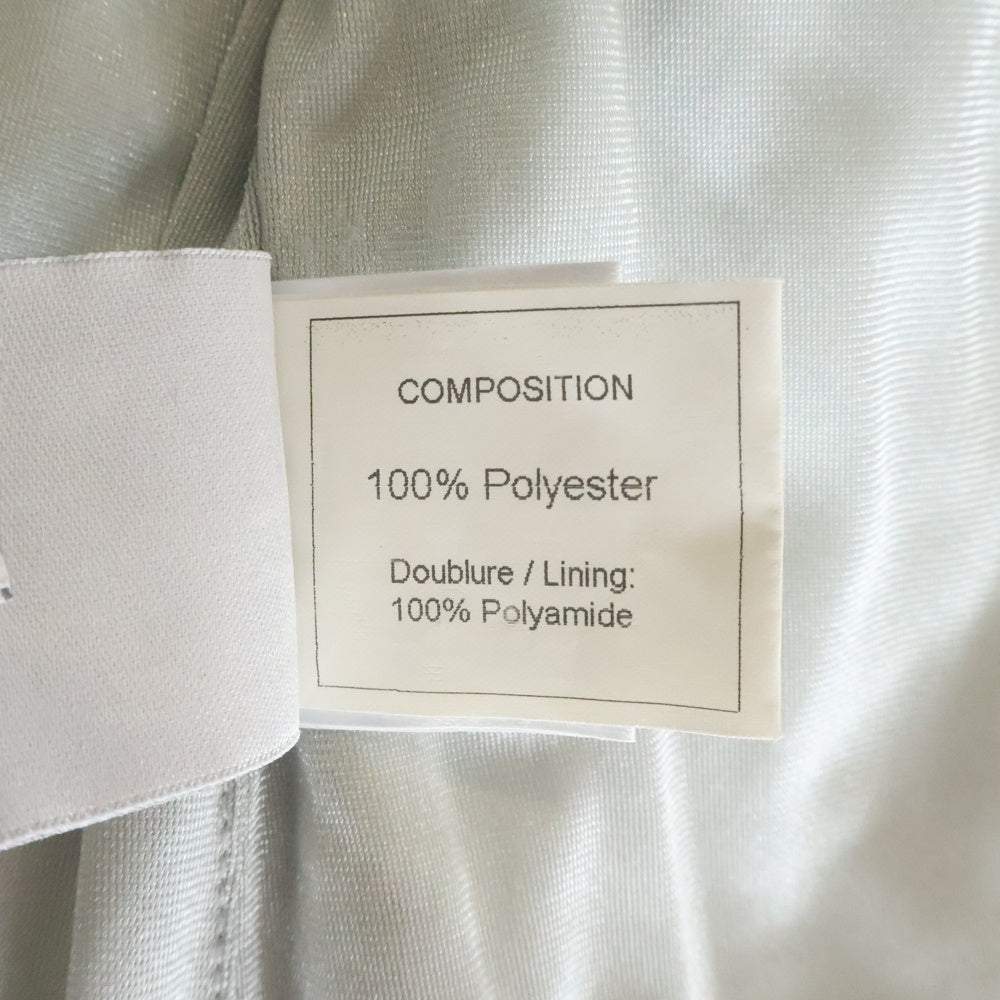 COMPOSITION
100% Polyester
Doublure / Lining:
100% Polyamide